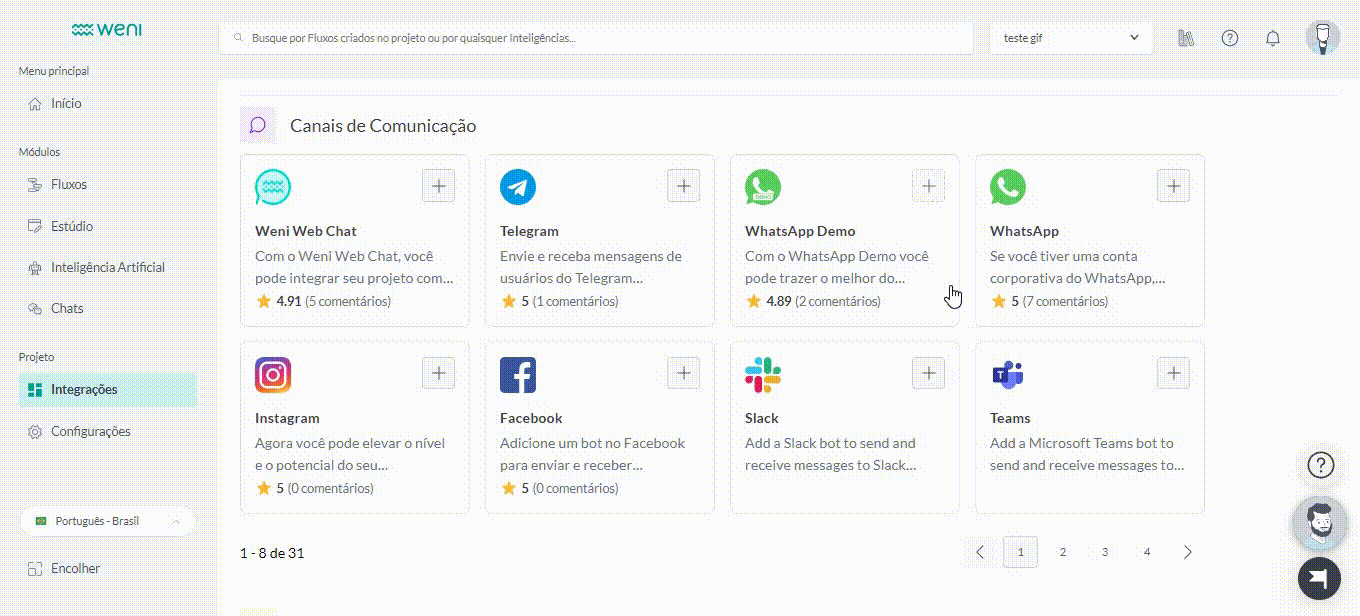 weni
Busque por Fluxos criados no projeto ou por quaisquer Inteligências...
teste gif
Menu principal
Início
Módulos
Fluxos
Estúdio
Inteligência Artificial
Chats
Projeto
Integrações
Configurações
Português - Brasil
Encolher
Canais de Comunicação
Weni Web Chat
Com o Weni Web Chat, você
pode integrar seu projeto com...
4.91 (5 comentários)
Telegram
Envie e receba mensagens de
usuários do Telegram...
5 (1 comentários)
DEMO
WhatsApp Demo
Com o WhatsApp Demo você
pode trazer o melhor do...
4.89 (2 comentários)
WhatsApp
Se você tiver uma conta
corporativa do WhatsApp,...
5 (7 comentários)
Instagram
Agora você pode elevar o nível
e o potencial do seu...
5 (0 comentários)
Facebook
Adicione um bot no Facebook
para enviar e receber...
5 (0 comentários)
Slack
Add a Slack bot to send and
receive messages to Slack...
T
Teams
Add a Microsoft Teams bot to
send and receive messages to...
1 - 8 de 31
1 2 3 4